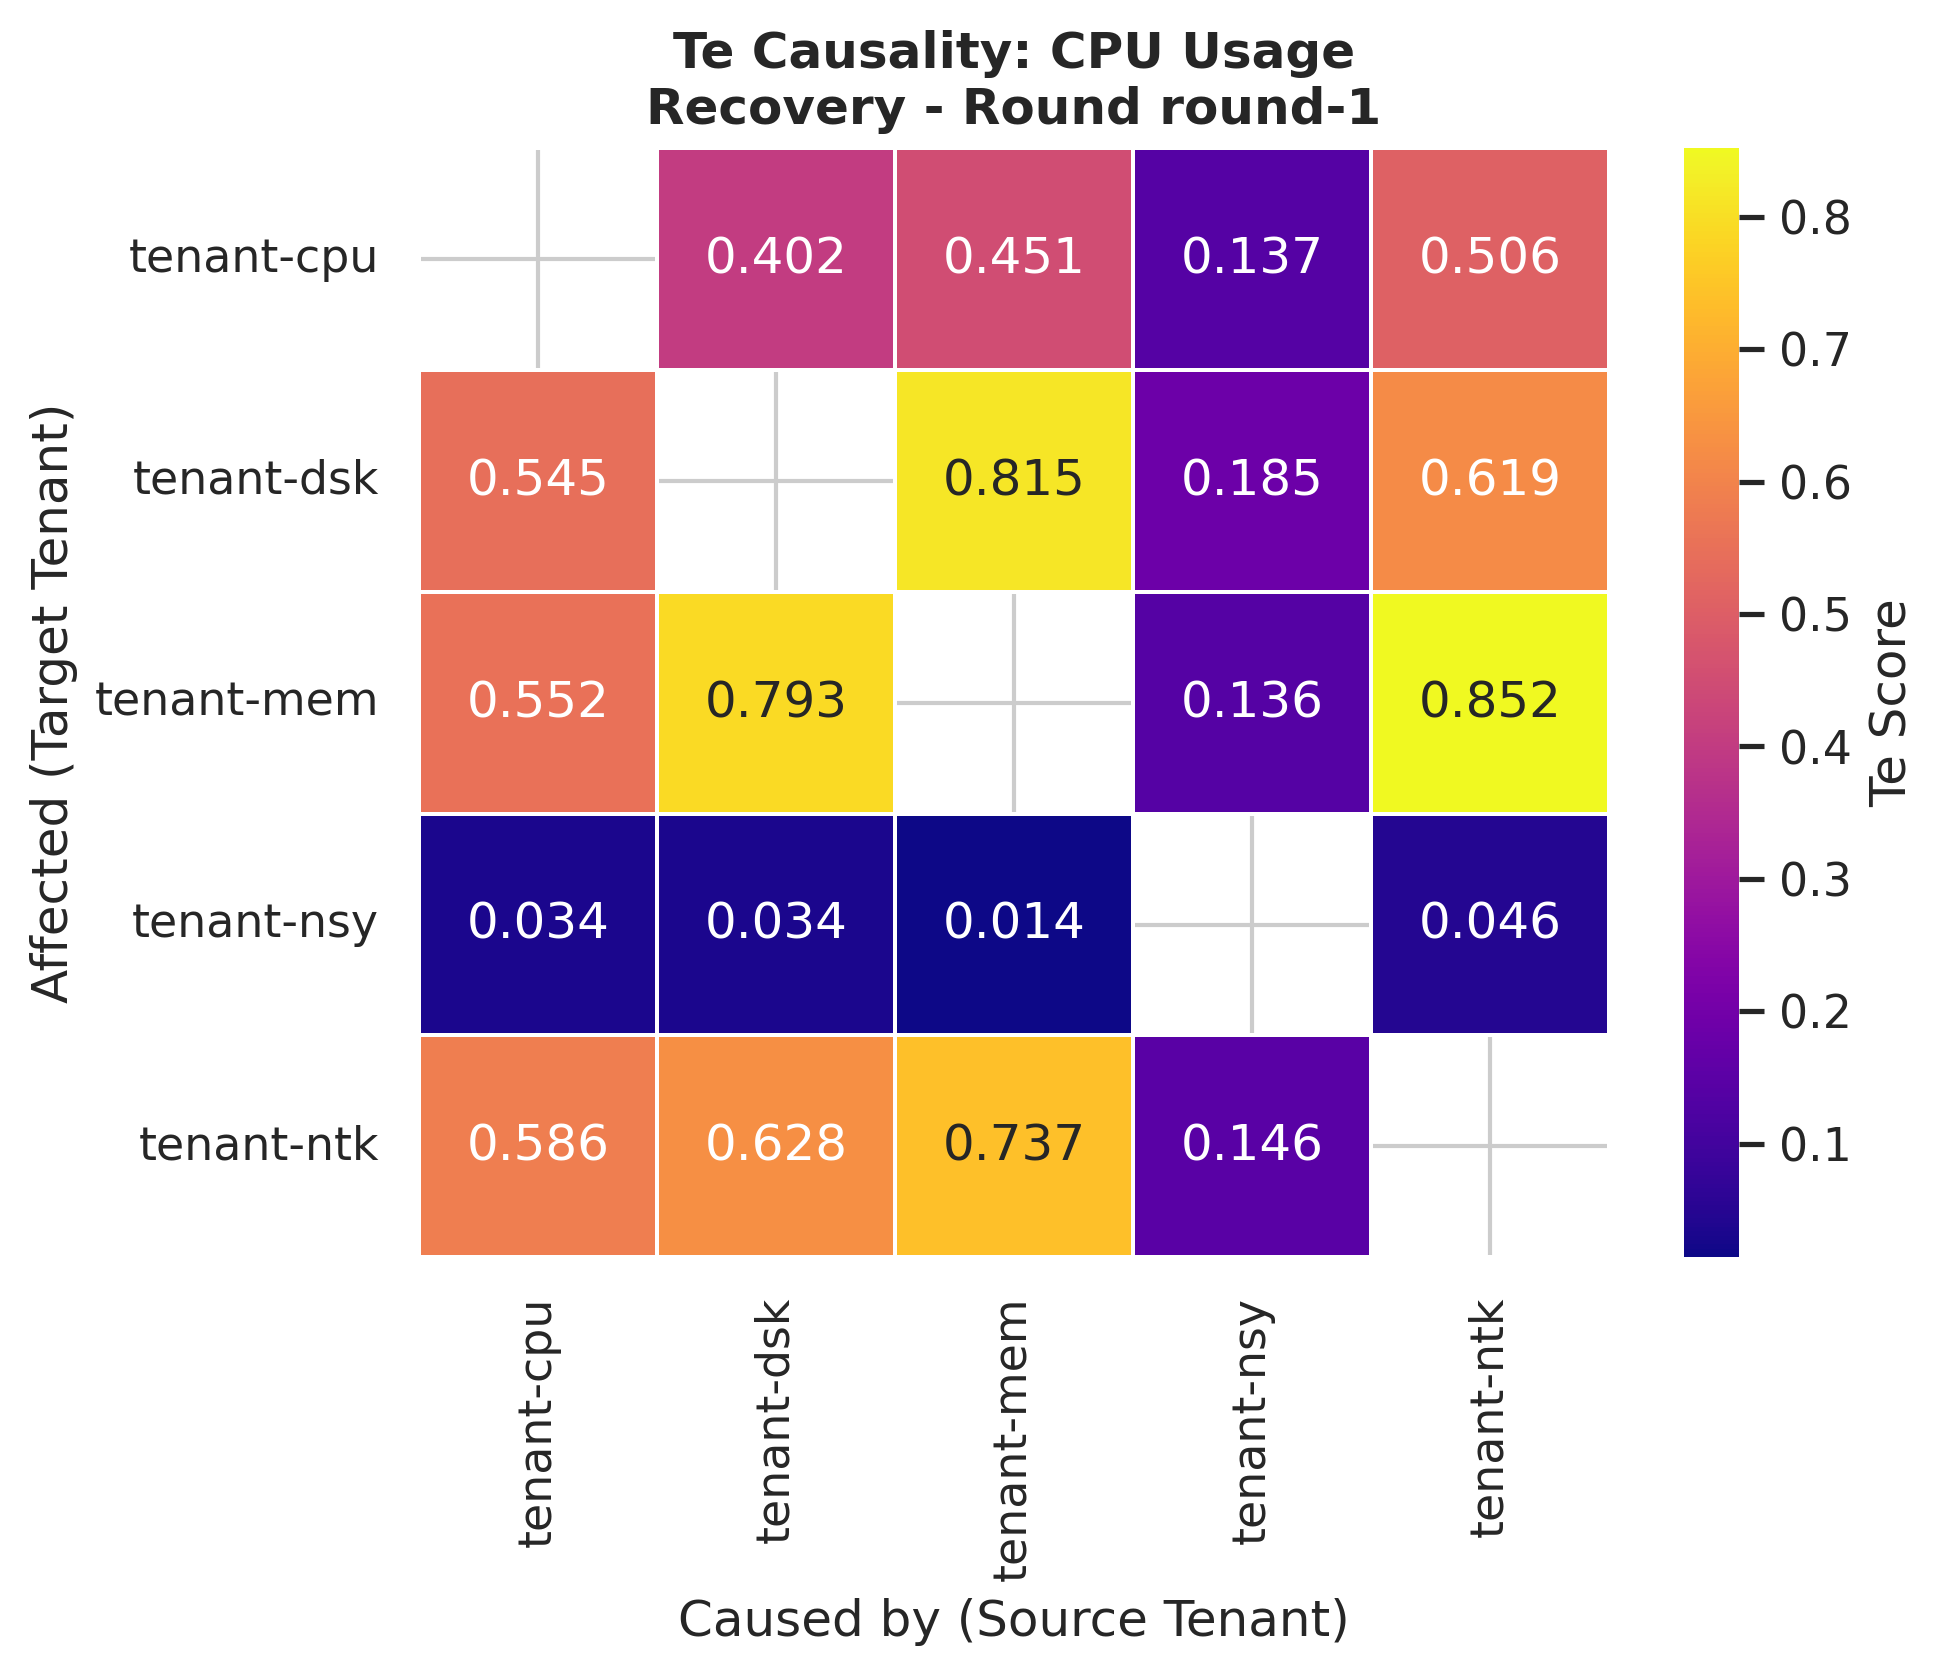 Te Causality: CPU Usage
Recovery - Round round-1
tenant-cpu
0.402 0.451 0.137 0.506
tenant-dsk
0.545 0.815 0.185 0.619
tenant-mem
0.552 0.793 0.136 0.852
tenant-nsy
0.034 0.034 0.014 0.046
tenant-ntk
0.586 0.628 0.737 0.146
Affected (Target Tenant)
tenant-cpu
tenant-dsk
tenant-mem
tenant-nsy
tenant-ntk
Caused by (Source Tenant)
0.8
0.7
0.6
0.5
0.4
0.3
0.2
0.1
Te Score